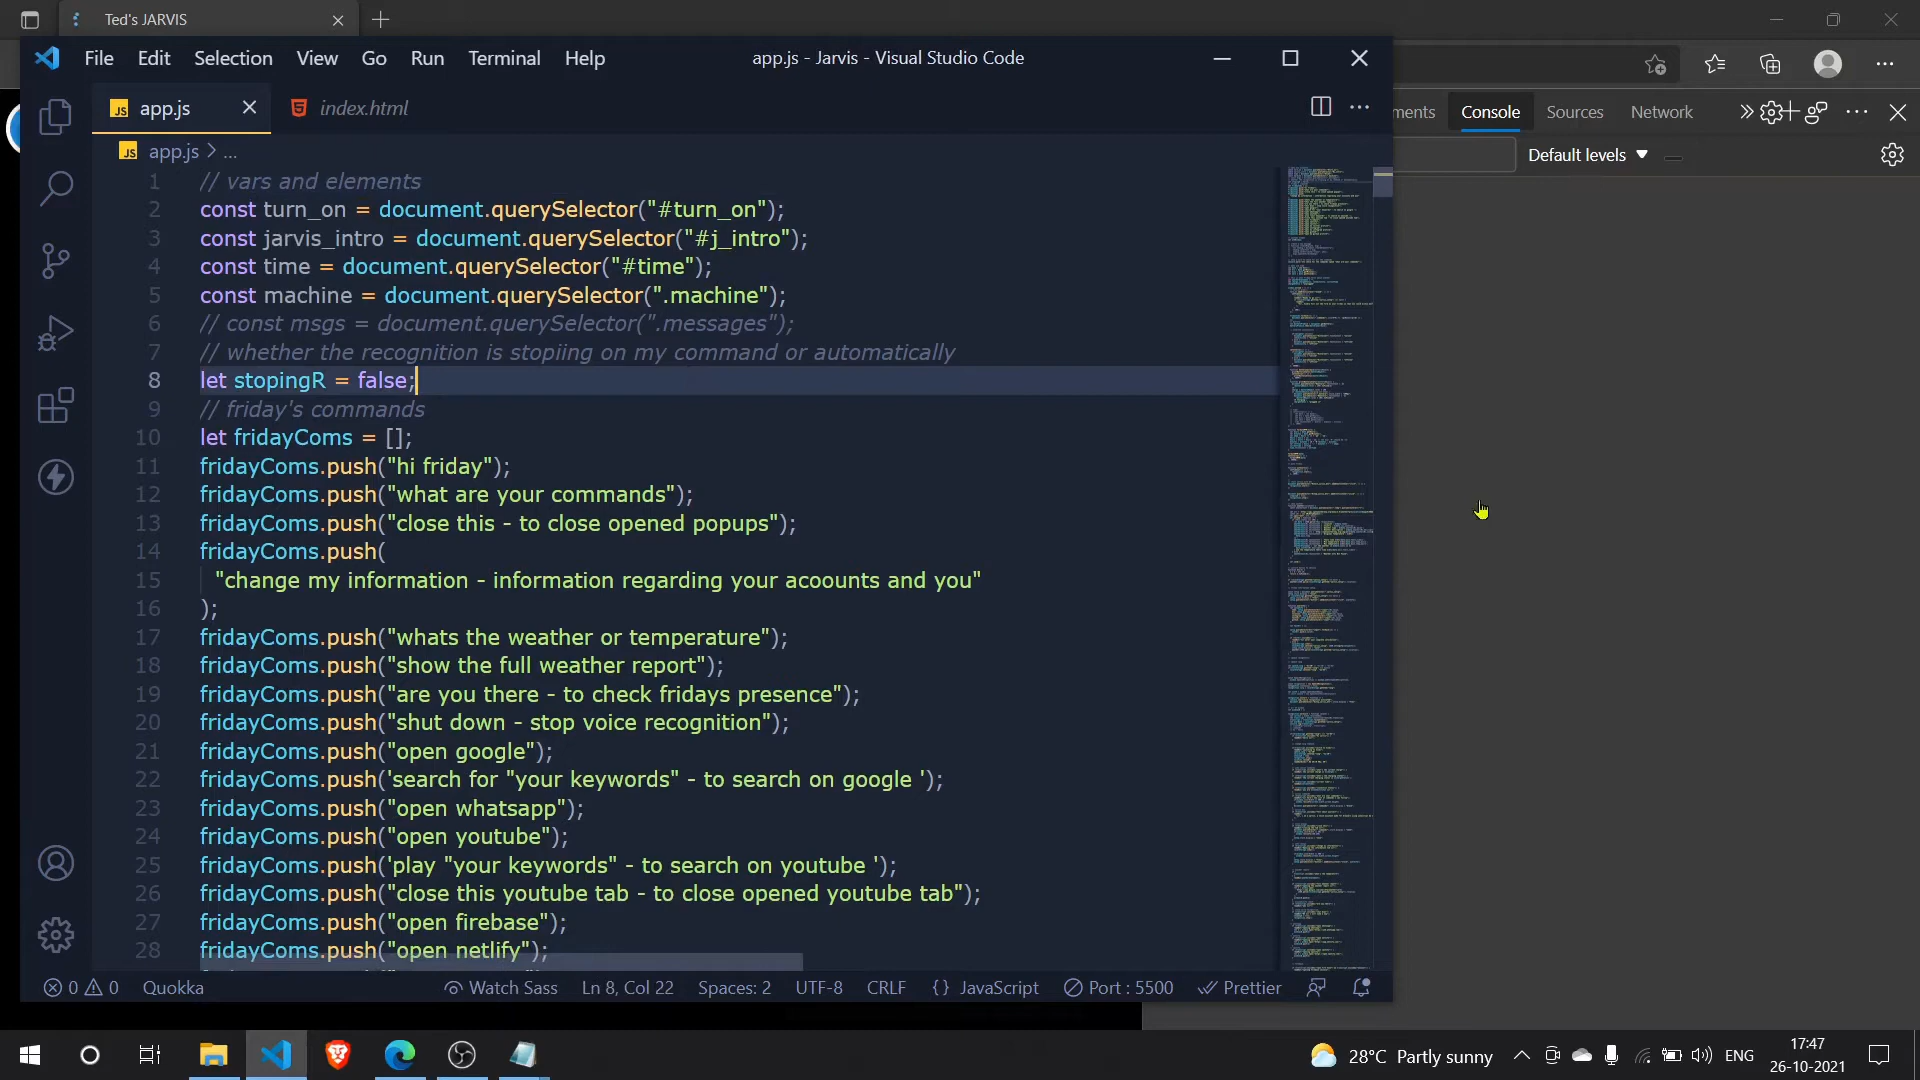 Ted's JARVIS
File Edit Selection View Go Run Terminal Help
app.js - Jarvis - Visual Studio Code
app.js
index.html
ments Console Sources Network
app.js > ...
Default levels
1 // vars and elements
2 const turn_on = document.querySelector("#turn_on");
3 const jarvis_intro = document.querySelector("#j_intro");
4 const time = document.querySelector("#time");
5 const machine = document.querySelector(".machine");
6 // const msgs = document.querySelector(".messages");
7 // whether the recognition is stopiing on my command or automatically
8 let stopingR = false;
9 // friday's commands
10 let fridayComs = [];
11 fridayComs.push("hi friday");
12 fridayComs.push("what are your commands");
13 fridayComs.push("close this - to close opened popups");
14 fridayComs.push(
15 "change my information - information regarding your acoounts and you"
16 );
17 fridayComs.push("whats the weather or temperature");
18 fridayComs.push("show the full weather report");
19 fridayComs.push("are you there - to check fridays presence");
20 fridayComs.push("shut down - stop voice recognition");
21 fridayComs.push("open google");
22 fridayComs.push('search for "your keywords" - to search on google ');
23 fridayComs.push("open whatsapp");
24 fridayComs.push("open youtube");
25 fridayComs.push('play "your keywords" - to search on youtube ');
26 fridayComs.push("close this youtube tab - to close opened youtube tab");
27 fridayComs.push("open firebase");
28 fridayComs.push("open netlify");
0 0 Quokka Watch Sass Ln 8, Col 22 Spaces: 2 UTF-8 CRLF {} JavaScript Port : 5500 Prettier
28°C Partly sunny
ENG
17:47
26-10-2021